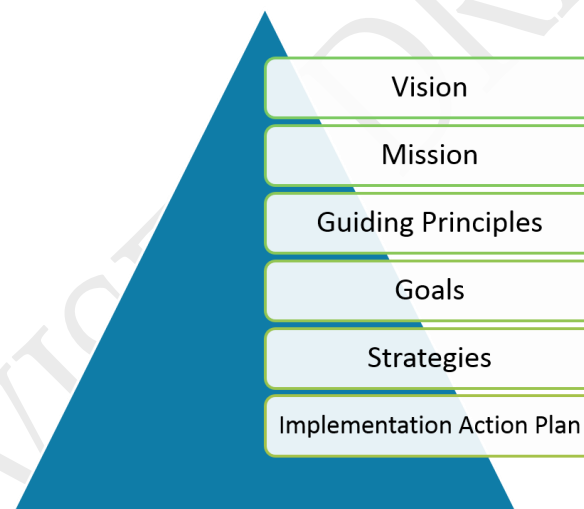 Vision
Mission
Guiding Principles
Goals
Strategies
Implementation Action Plan